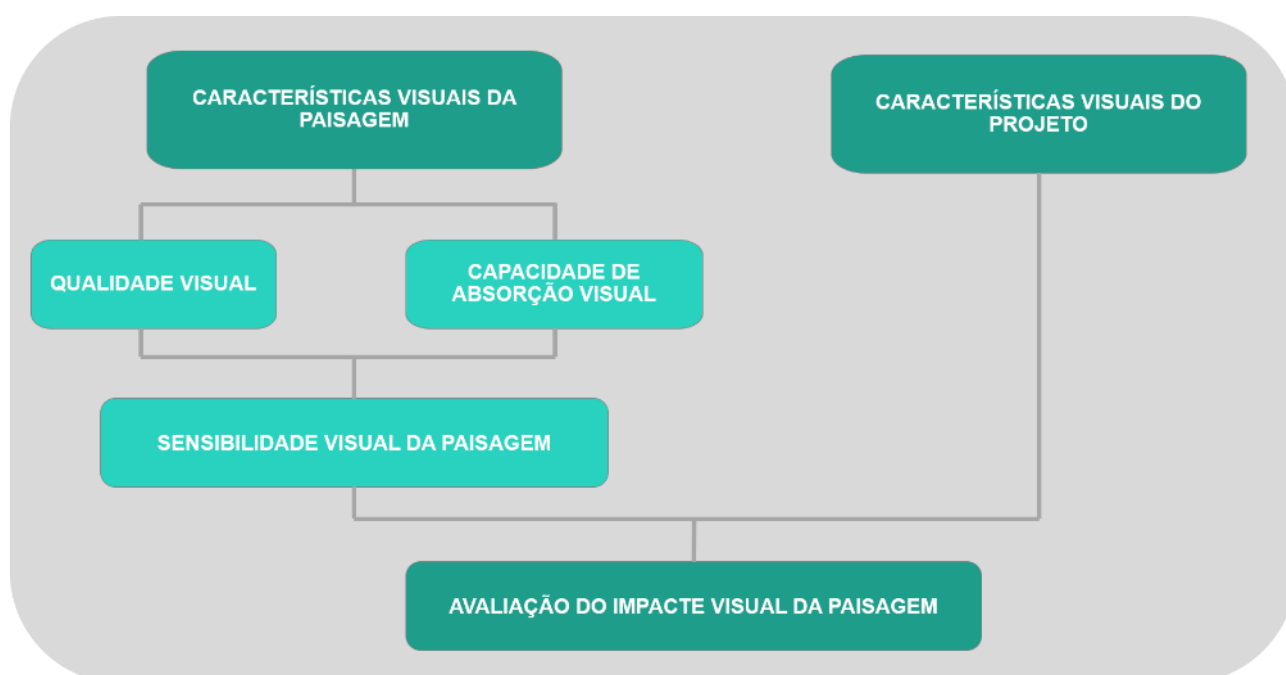 CARACTERÍSTICAS VISUAIS DA
PAISAGEM
CARACTERÍSTICAS VISUAIS DO
PROJETO
QUALIDADE VISUAL
CAPACIDADE DE
ABSORÇÃO VISUAL
SENSIBILIDADE VISUAL DA PAISAGEM
AVALIAÇÃO DO IMPACTE VISUAL DA PAISAGEM